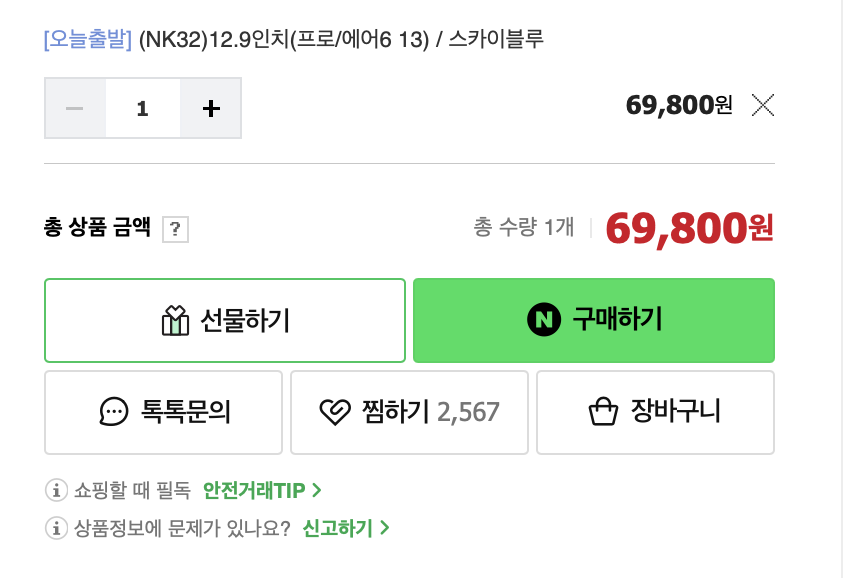 [오늘출발] (NK32)12.9인치(프로/에어6 13) / 스카이블루
− 1 + 69,800원 ×
총 상품 금액 ? 총 수량 1개 69,800원
선물하기 N 구매하기
톡톡문의 찜하기 2,567 장바구니
i 쇼핑할 때 필독 안전거래TIP >
i 상품정보에 문제가 있나요? 신고하기 >